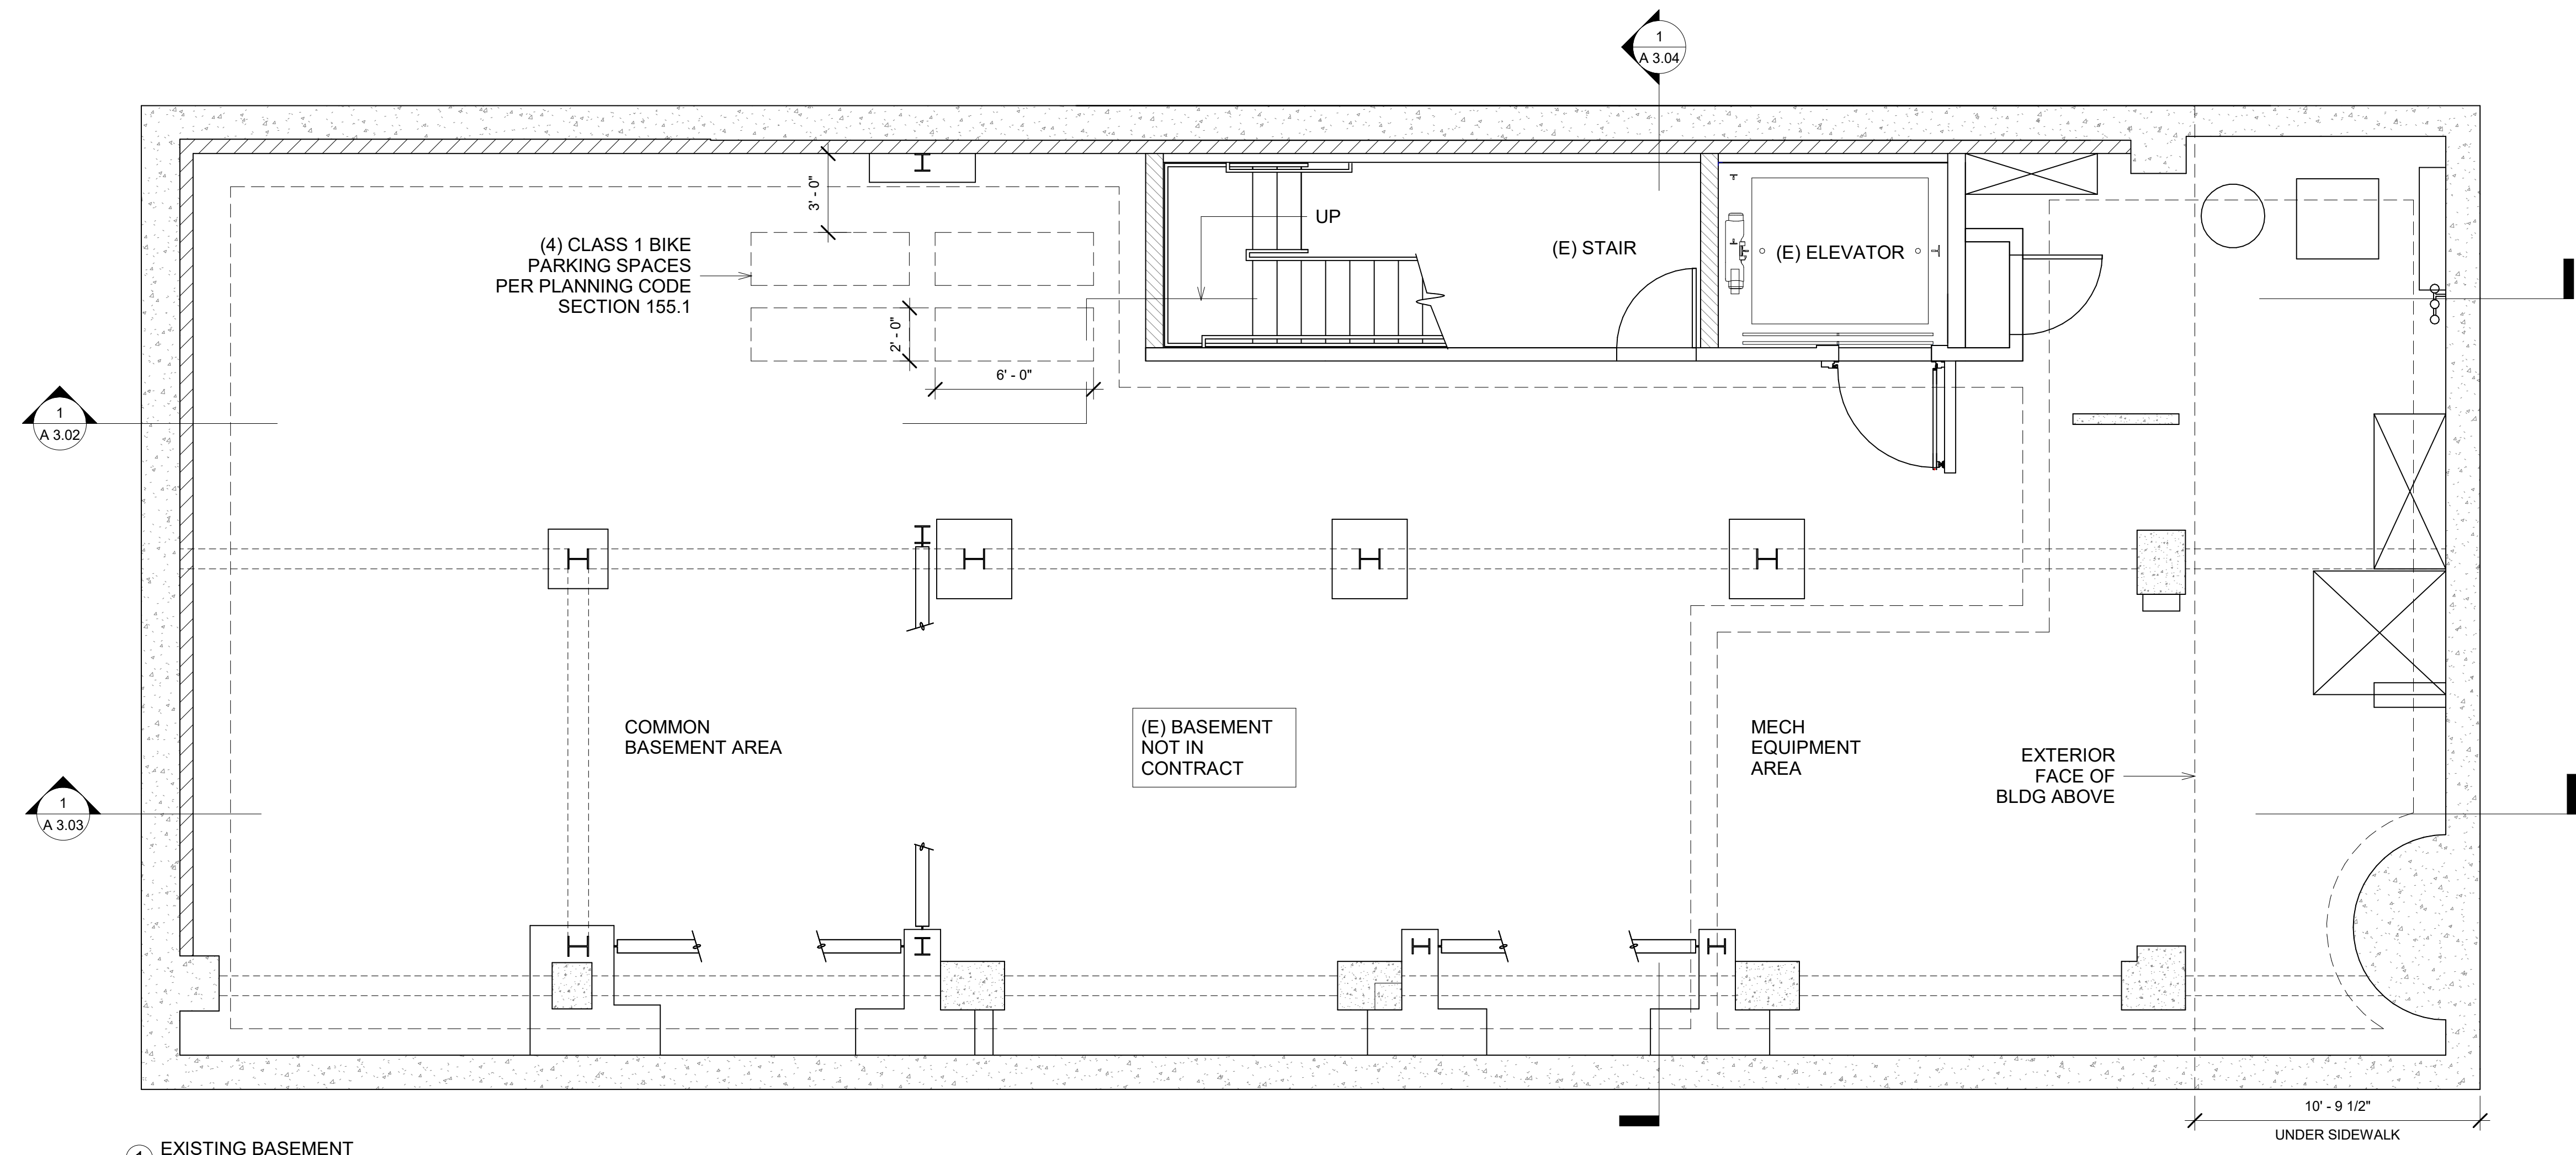 1
A 3.04
3' - 0"
(4) CLASS 1 BIKE
PARKING SPACES
PER PLANNING CODE
SECTION 155.1
UP
(E) STAIR
(E) ELEVATOR
2' - 0"
6' - 0"
1
A 3.02
COMMON
BASEMENT AREA
(E) BASEMENT
NOT IN
CONTRACT
MECH
EQUIPMENT
AREA
EXTERIOR
FACE OF
BLDG ABOVE
1
A 3.03
10' - 9 1/2"
UNDER SIDEWALK
EXISTING BASEMENT